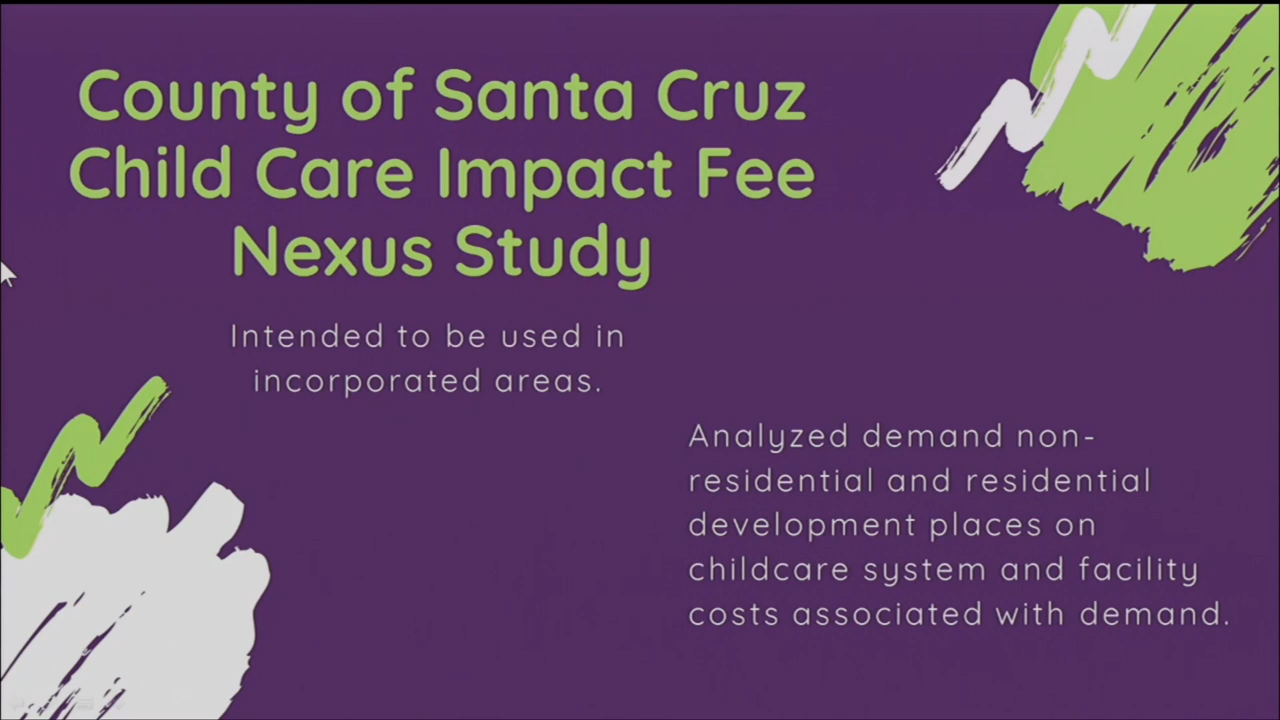 County of Santa Cruz
Child Care Impact Fee
Nexus Study
Intended to be used in
incorporated areas.
Analyzed demand non-
residential and residential
development places on
childcare system and facility
costs associated with demand.